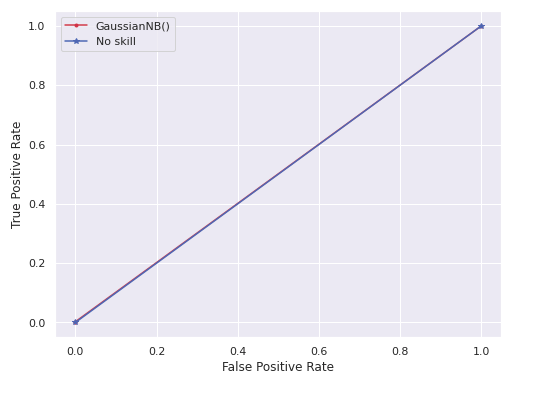 GaussianNB()
No skill
1.0
0.8
0.6
0.4
0.2
0.0
True Positive Rate
0.0 0.2 0.4 0.6 0.8 1.0
False Positive Rate